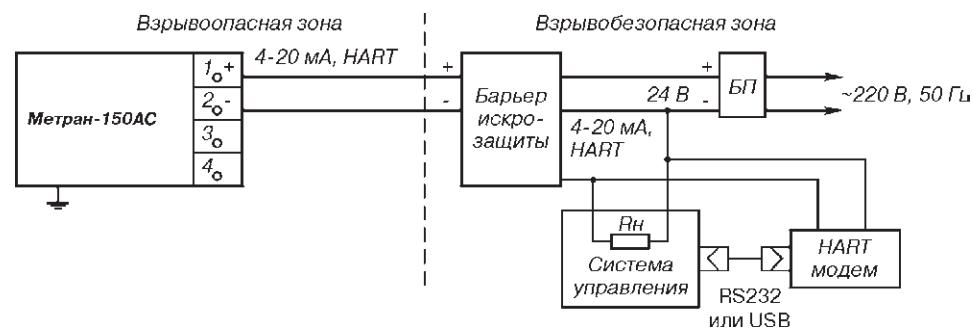 Взрывоопасная зона
Взрывобезопасная зона
1 +
4-20 мА, HART
+
+
2 -
-
24 В
-
БП
~220 В, 50 Гц
Метран-150АС
3
4
Барьер
искро-
защиты
4-20 мА,
HART
Rн
Система
управления
HART
модем
RS232
или USB